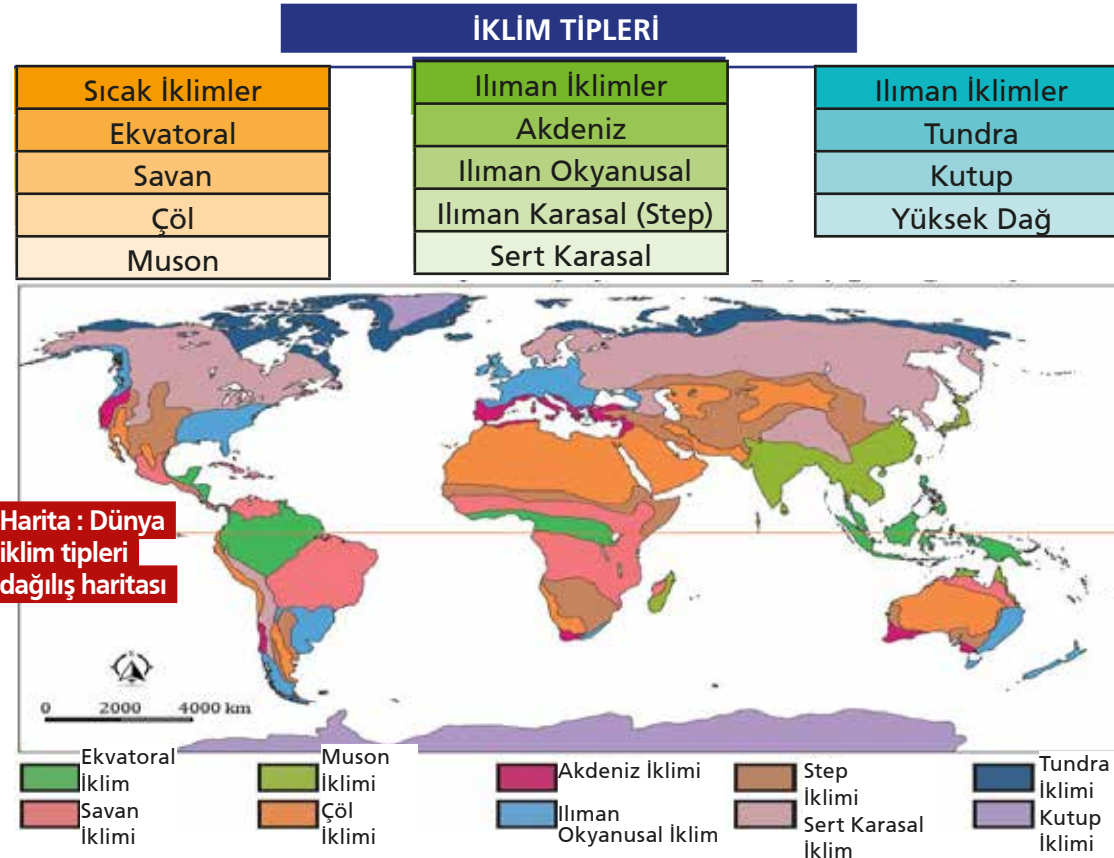 İKLİM TİPLERİ
Sıcak İklimler
Ekvatoral
Savan
Çöl
Muson
Ilıman İklimler
Akdeniz
Ilıman Okyanusal
Ilıman Karasal (Step)
Sert Karasal
Ilıman İklimler
Tundra
Kutup
Yüksek Dağ
Harita : Dünya
iklim tipleri
dağılış haritası
0 2000 4000 km
Ekvatoral
İklim
Savan
İklimi
Muson
İklimi
Çöl
İklimi
Akdeniz İklimi
Ilıman
Okyanusal İklim
Step
İklimi
Sert Karasal
İklim
Tundra
İklimi
Kutup
İklimi